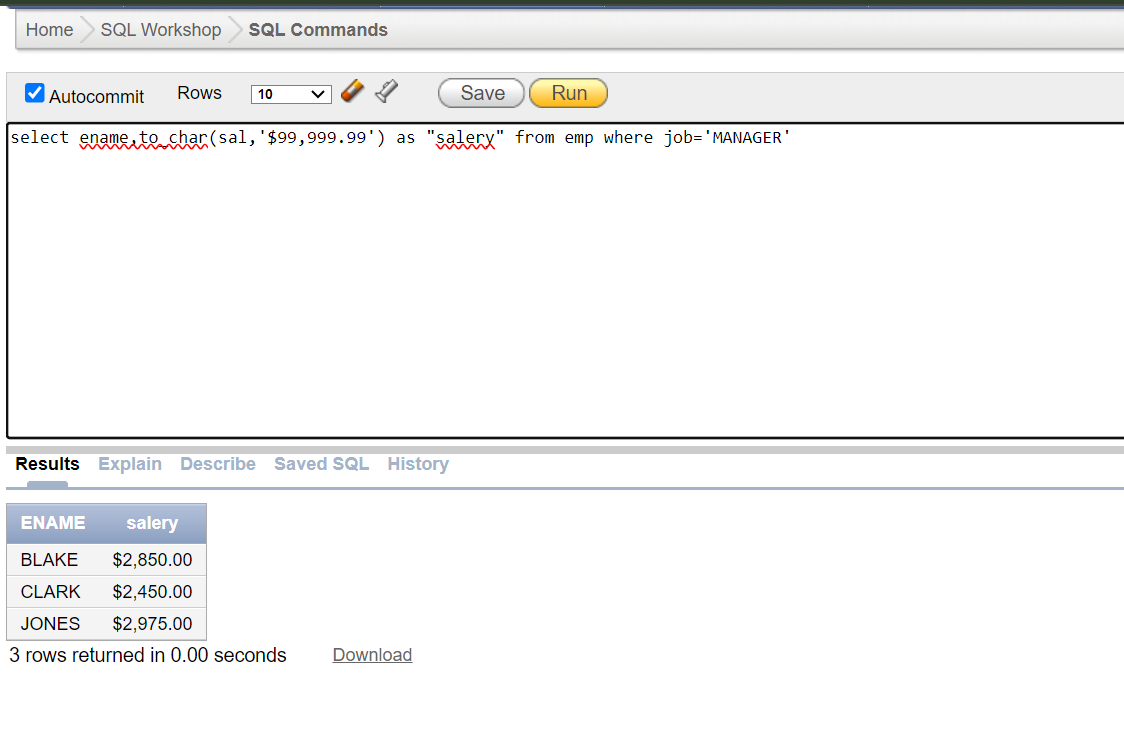 Home SQL Workshop SQL Commands
Autocommit Rows 10 Save Run
select ename,to_char(sal,'$99,999.99') as "salery" from emp where job='MANAGER'
Results Explain Describe Saved SQL History
ENAME salery
BLAKE $2,850.00
CLARK $2,450.00
JONES $2,975.00
3 rows returned in 0.00 seconds Download